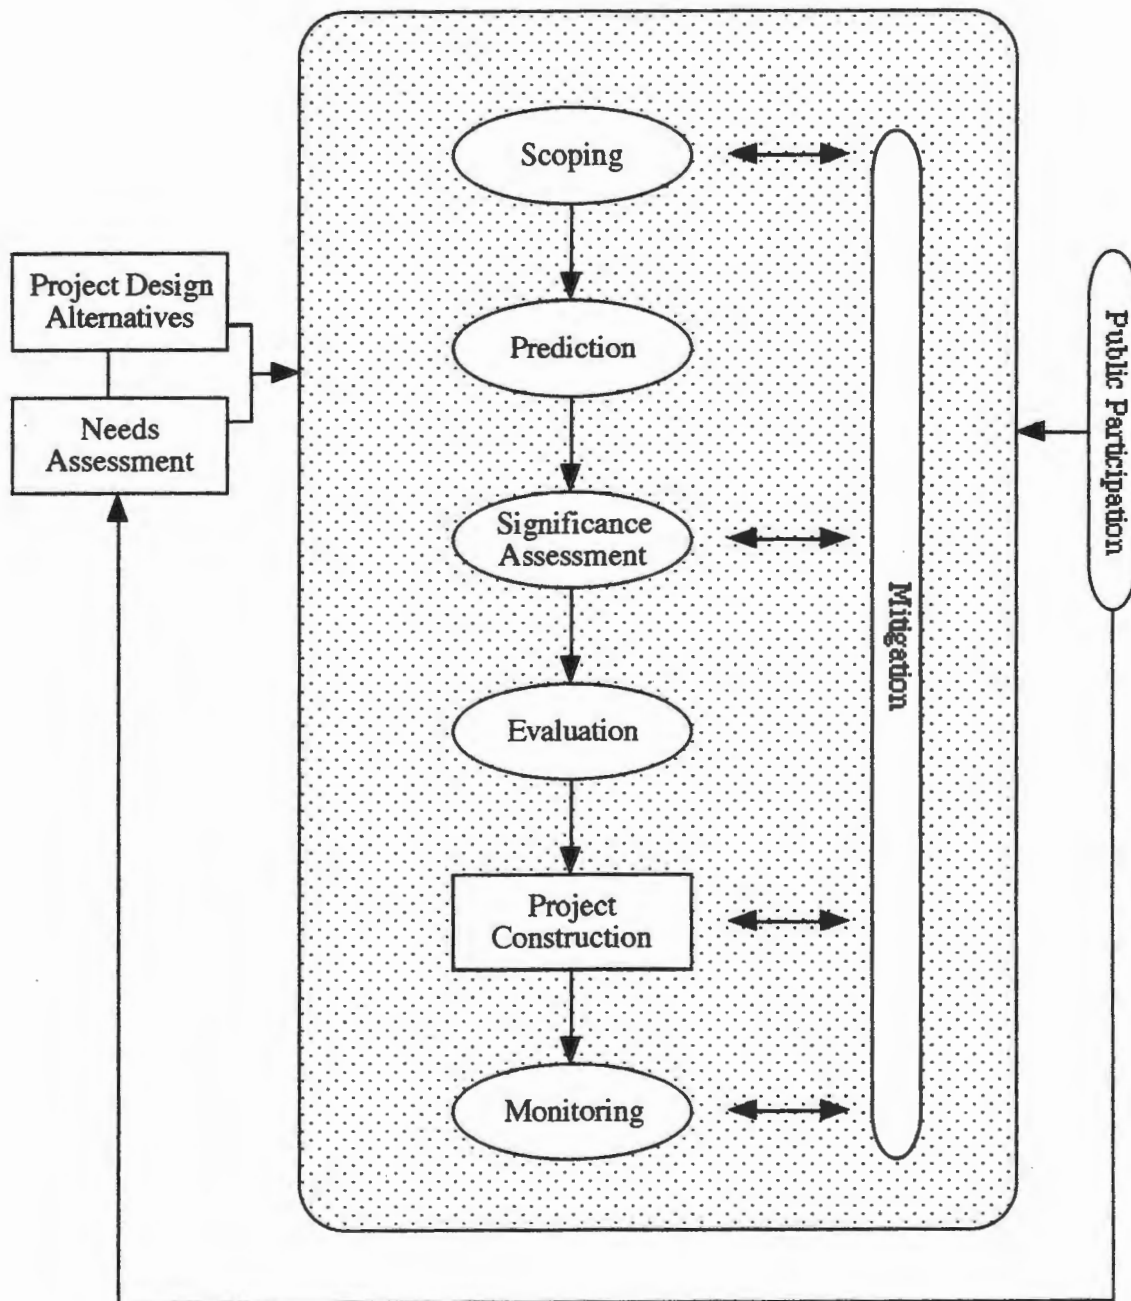 Scoping
Project Design
Alternatives
Needs
Assessment
Prediction
Significance
Assessment
Evaluation
Project
Construction
Monitoring
Mitigation
Public Participation